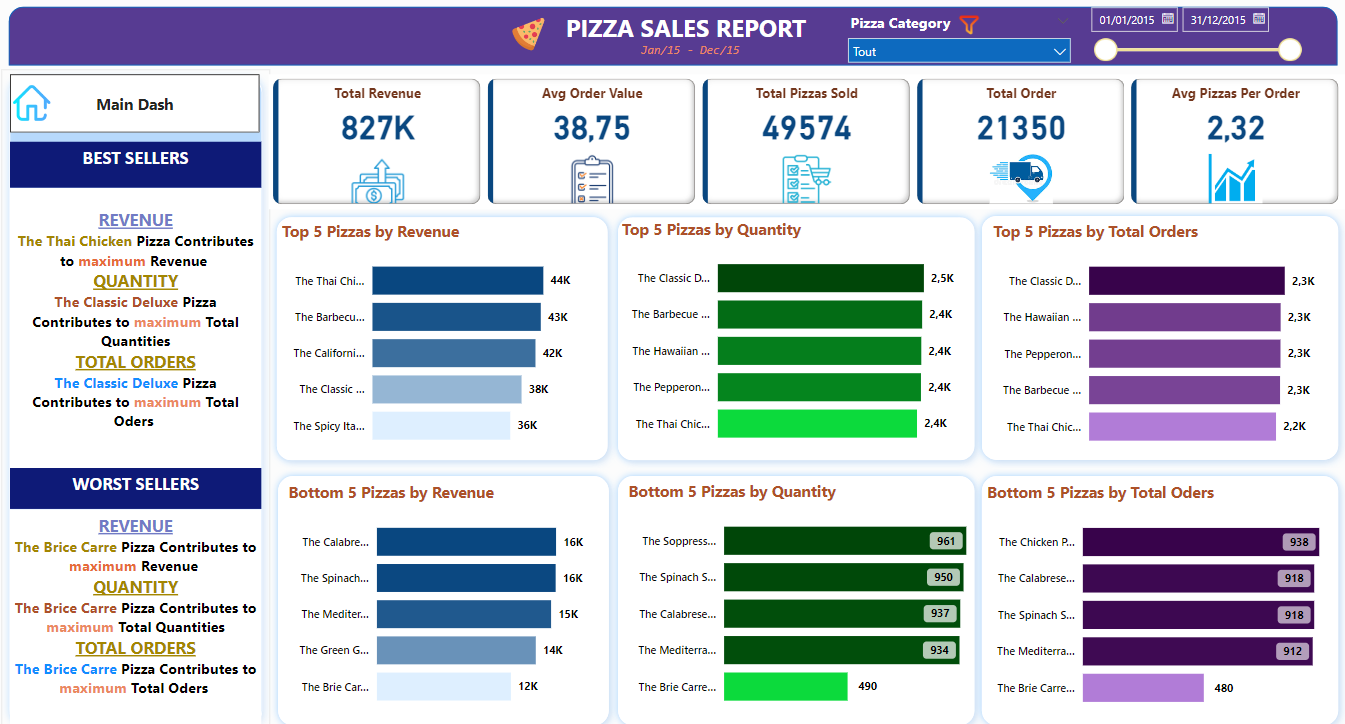 PIZZA SALES REPORT
Jan/15 - Dec/15
Pizza Category
Tout
01/01/2015
31/12/2015
Main Dash
BEST SELLERS
REVENUE
The Thai Chicken Pizza Contributes
to maximum Revenue
QUANTITY
The Classic Deluxe Pizza
Contributes to maximum Total
Quantities
TOTAL ORDERS
The Classic Deluxe Pizza
Contributes to maximum Total
Oders
WORST SELLERS
REVENUE
The Brice Carre Pizza Contributes to
maximum Revenue
QUANTITY
The Brice Carre Pizza Contributes to
maximum Total Quantities
TOTAL ORDERS
The Brice Carre Pizza Contributes to
maximum Total Oders
Total Revenue
827K
Avg Order Value
38,75
Total Pizzas Sold
49574
Total Order
21350
Avg Pizzas Per Order
2,32
Top 5 Pizzas by Revenue
The Thai Chi... 44K
The Barbecu... 43K
The Californi... 42K
The Classic ... 38K
The Spicy Ita... 36K
Top 5 Pizzas by Quantity
The Classic D... 2,5K
The Barbecue ... 2,4K
The Hawaiian ... 2,4K
The Pepperon... 2,4K
The Thai Chic... 2,4K
Top 5 Pizzas by Total Orders
The Classic D... 2,3K
The Hawaiian ... 2,3K
The Pepperon... 2,3K
The Barbecue ... 2,3K
The Thai Chic... 2,2K
Bottom 5 Pizzas by Revenue
The Calabre... 16K
The Spinach... 16K
The Mediter... 15K
The Green G... 14K
The Brie Car... 12K
Bottom 5 Pizzas by Quantity
The Soppress... 961
The Spinach S... 950
The Calabrese... 937
The Mediterra... 934
The Brie Carre... 490
Bottom 5 Pizzas by Total Oders
The Chicken P... 938
The Calabrese... 918
The Spinach S... 918
The Mediterra... 912
The Brie Carre... 480